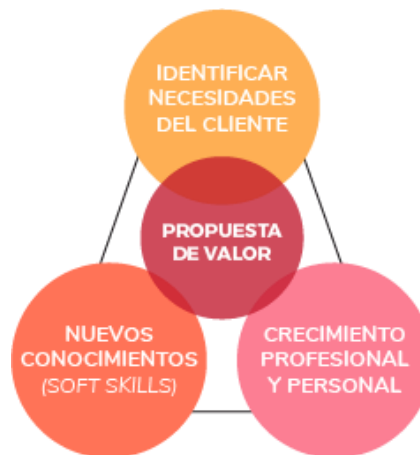 IDENTIFICAR
NECESIDADES
DEL CLIENTE
PROPUESTA
DE VALOR
NUEVOS
CONOCIMIENTOS
(SOFT SKILLS)
CRECIMIENTO
PROFESIONAL
Y PERSONAL